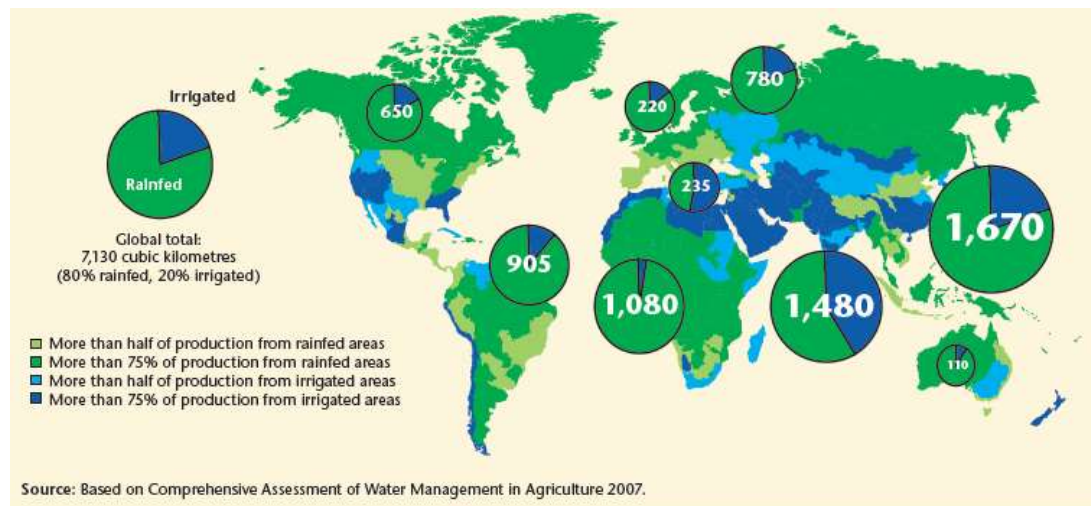 Irrigated
Rainfed
Global total:
7,130 cubic kilometres
(80% rainfed, 20% irrigated)
650
220
780
235
905
1,080
1,480
1,670
110
More than half of production from rainfed areas
More than 75% of production from rainfed areas
More than half of production from irrigated areas
More than 75% of production from irrigated areas
Source: Based on Comprehensive Assessment of Water Management in Agriculture 2007.